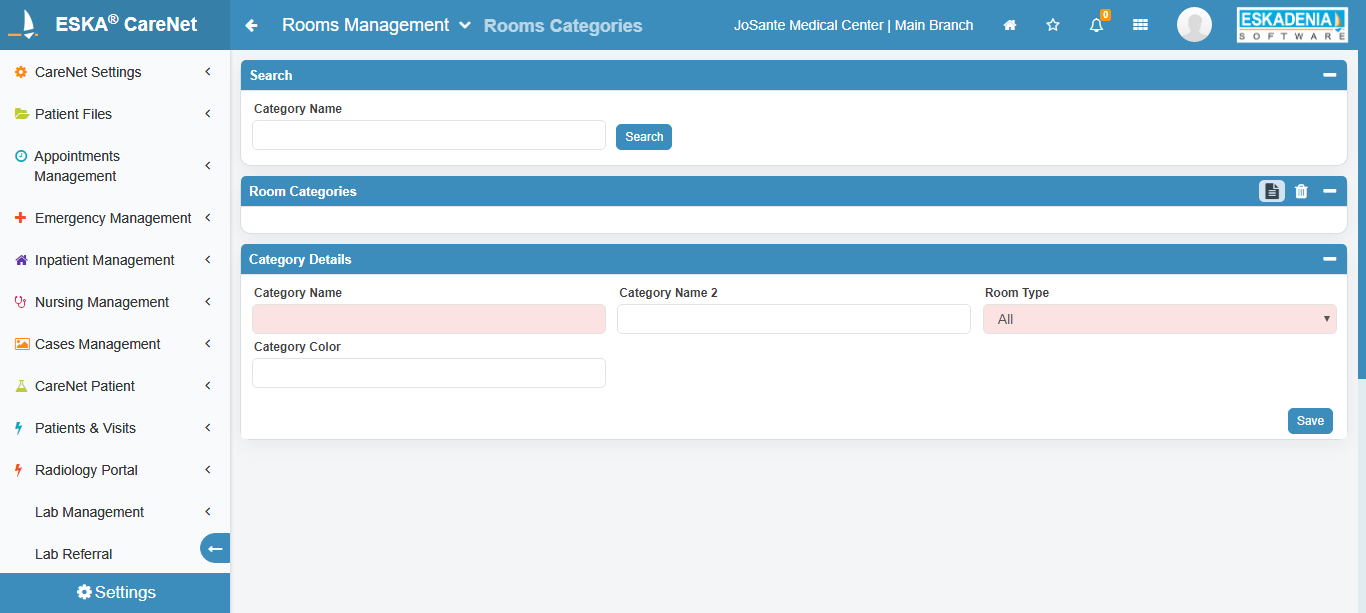 ESKA® CareNet
Rooms Management Rooms Categories
JoSante Medical Center | Main Branch
0
ESKADENIA
SOFTWARE
CareNet Settings
Patient Files
Appointments
Management
Emergency Management
Inpatient Management
Nursing Management
Cases Management
CareNet Patient
Patients & Visits
Radiology Portal
Lab Management
Lab Referral
Settings
Search
Category Name
Search
Room Categories
Category Details
Category Name
Category Name 2
Room Type
All
Category Color
Save